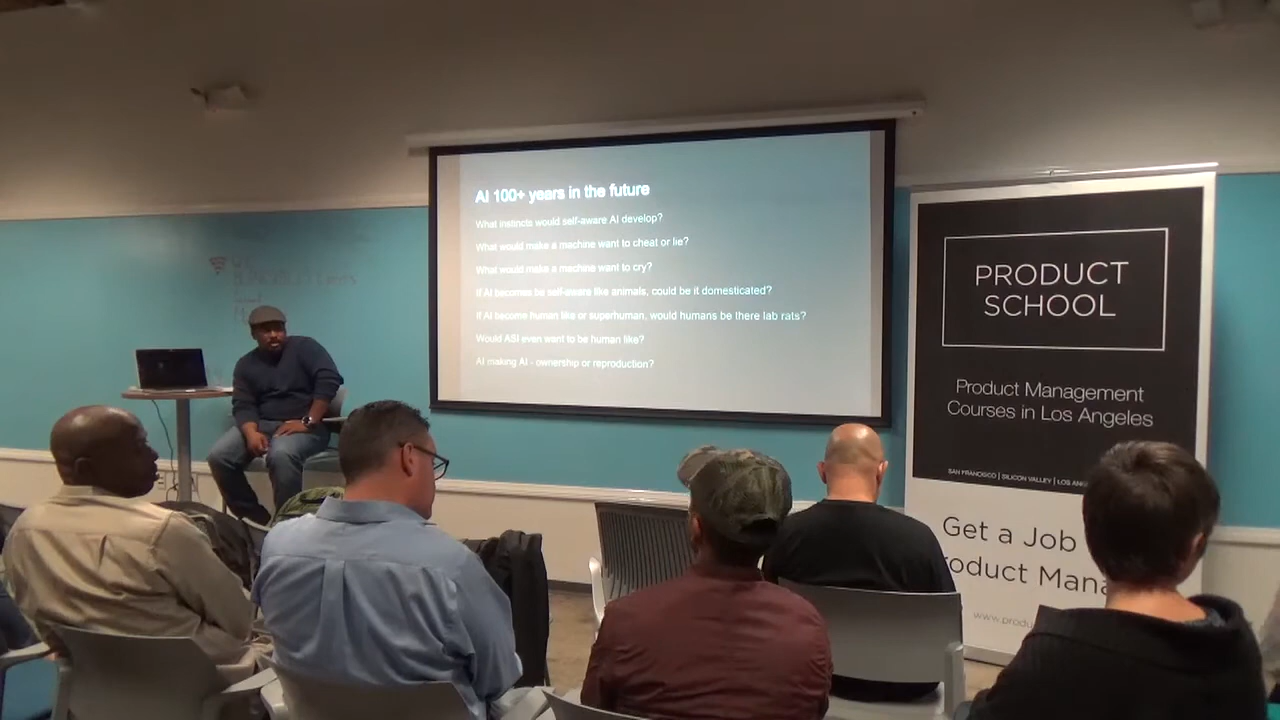 AI 100+ years in the future
What instincts would self-aware AI develop?
What would make a machine want to cheat or lie?
What would make a machine want to cry?
If AI becomes be self-aware like animals, could be it domesticated?
If AI become human like or superhuman, would humans be there lab rats?
Would ASI even want to be human like?
AI making AI - ownership or reproduction?
PRODUCT
SCHOOL
Product Management
Courses in Los Angeles
SAN FRANCISCO | SILICON VALLEY | LOS
Get a Job
www.